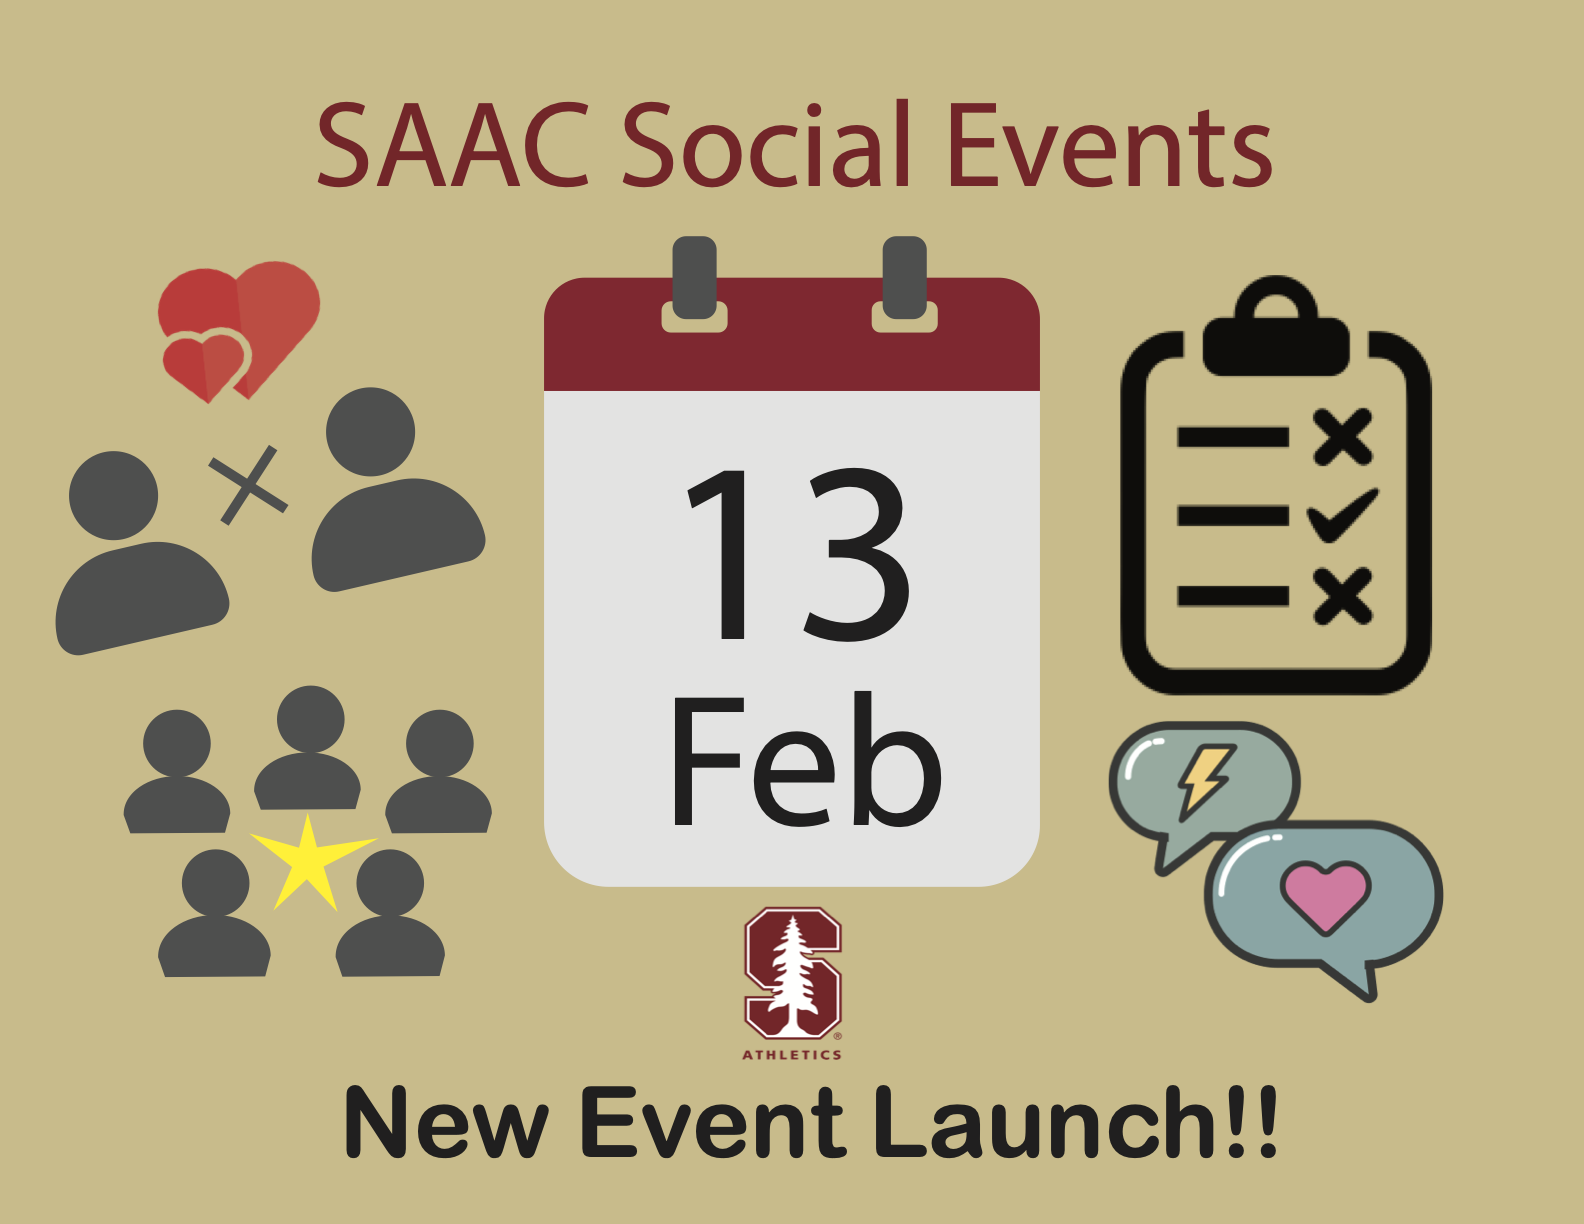 SAAC Social Events
13
Feb
S
ATHLETICS
New Event Launch!!